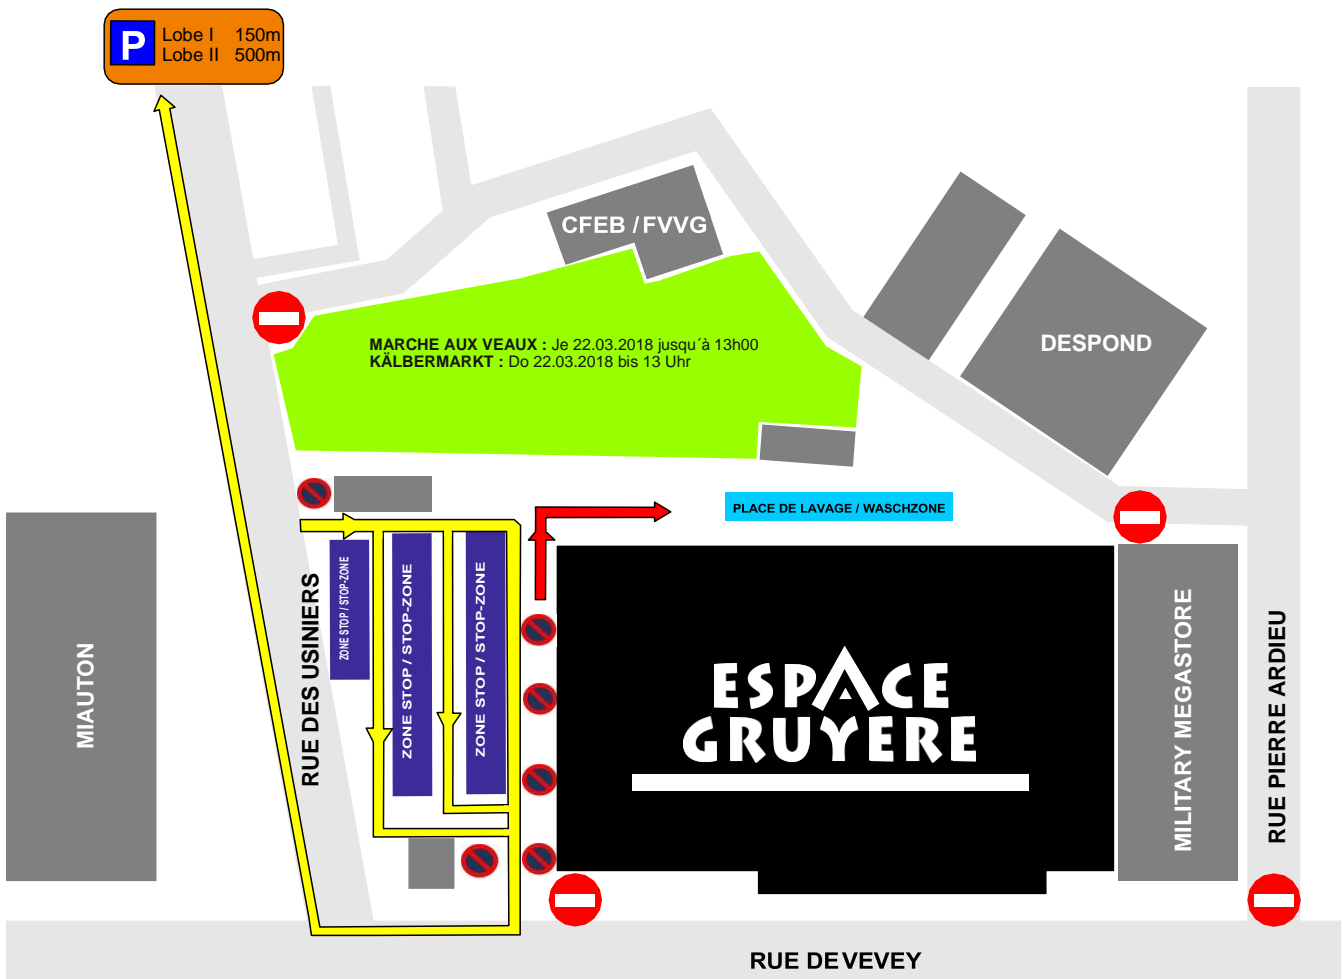 P
Lobe I 150m
Lobe II 500m
CFEB / FVVG
MARCHE AUX VEAUX : Je 22.03.2018 jusqu´à 13h00
KÄLBERMARKT : Do 22.03.2018 bis 13 Uhr
DESPOND
PLACE DE LAVAGE / WASCHZONE
ZONE STOP / STOP-ZONE
ZONE STOP / STOP-ZONE
ZONE STOP / STOP-ZONE
RUE DES USINIERS
MIAUTON
ESPACE
GRUYERE
MILITARY MEGASTORE
RUE PIERRE ARDIEU
RUE DE VEVEY